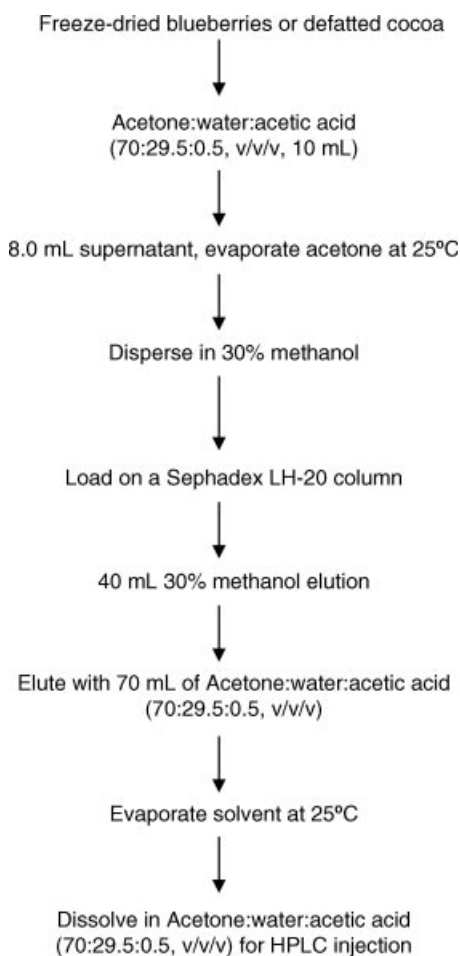 Freeze-dried blueberries or defatted cocoa
Acetone:water:acetic acid
(70:29.5:0.5, v/v/v, 10 mL)
8.0 mL supernatant, evaporate acetone at 25ºC
Disperse in 30% methanol
Load on a Sephadex LH-20 column
40 mL 30% methanol elution
Elute with 70 mL of Acetone:water:acetic acid
(70:29.5:0.5, v/v/v)
Evaporate solvent at 25ºC
Dissolve in Acetone:water:acetic acid
(70:29.5:0.5, v/v/v) for HPLC injection